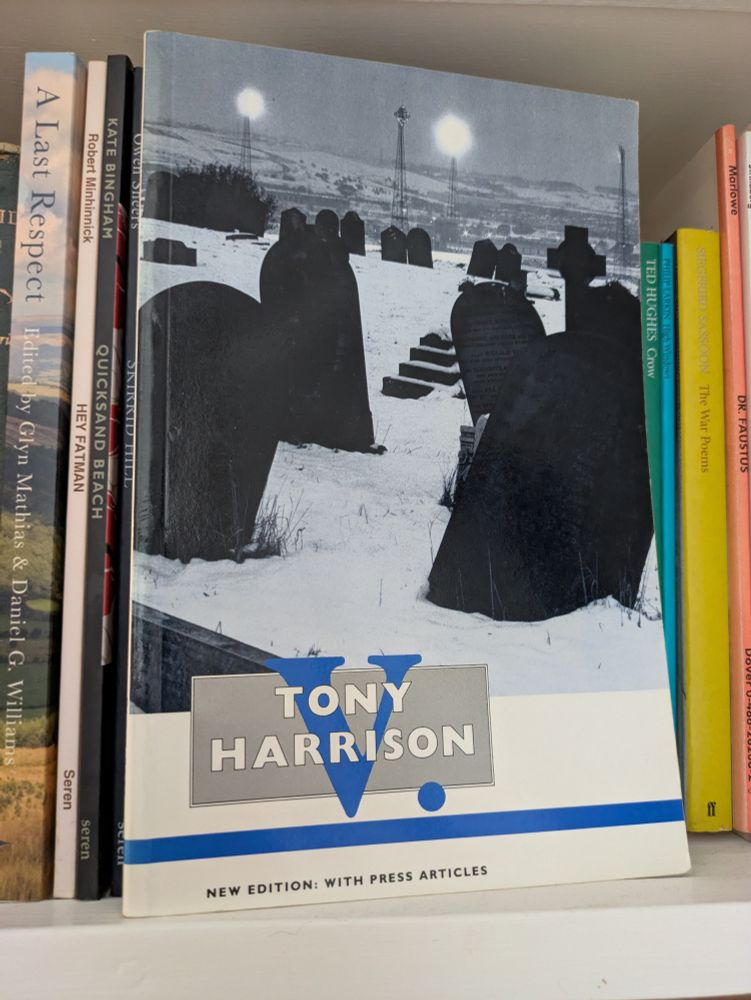 A Last Respect Edited by Glyn Mathias & Daniel G. Williams
Robert Minhinnick HEY FATMAN Seren
KATE BINGHAM QUICKSAND BEACH seren
Owen Sheers SKIRRID HILL seren
TONY
HARRISON
V.
NEW EDITION: WITH PRESS ARTICLES
TED HUGHES Crow
SIEGFRIED SASSOON The War Poems ff
Marlowe DR. FAUSTUS Dover